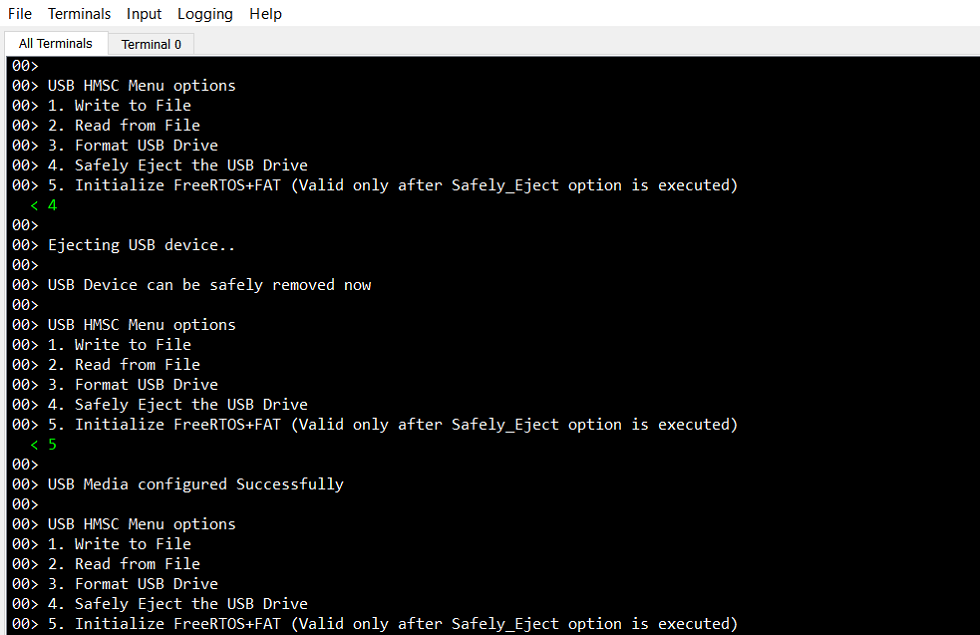 File Terminals Input Logging Help
All Terminals Terminal 0
00>
00> USB HMSC Menu options
00> 1. Write to File
00> 2. Read from File
00> 3. Format USB Drive
00> 4. Safely Eject the USB Drive
00> 5. Initialize FreeRTOS+FAT (Valid only after Safely_Eject option is executed)
< 4
00>
00> Ejecting USB device..
00>
00> USB Device can be safely removed now
00>
00> USB HMSC Menu options
00> 1. Write to File
00> 2. Read from File
00> 3. Format USB Drive
00> 4. Safely Eject the USB Drive
00> 5. Initialize FreeRTOS+FAT (Valid only after Safely_Eject option is executed)
< 5
00>
00> USB Media configured Successfully
00>
00> USB HMSC Menu options
00> 1. Write to File
00> 2. Read from File
00> 3. Format USB Drive
00> 4. Safely Eject the USB Drive
00> 5. Initialize FreeRTOS+FAT (Valid only after Safely_Eject option is executed)